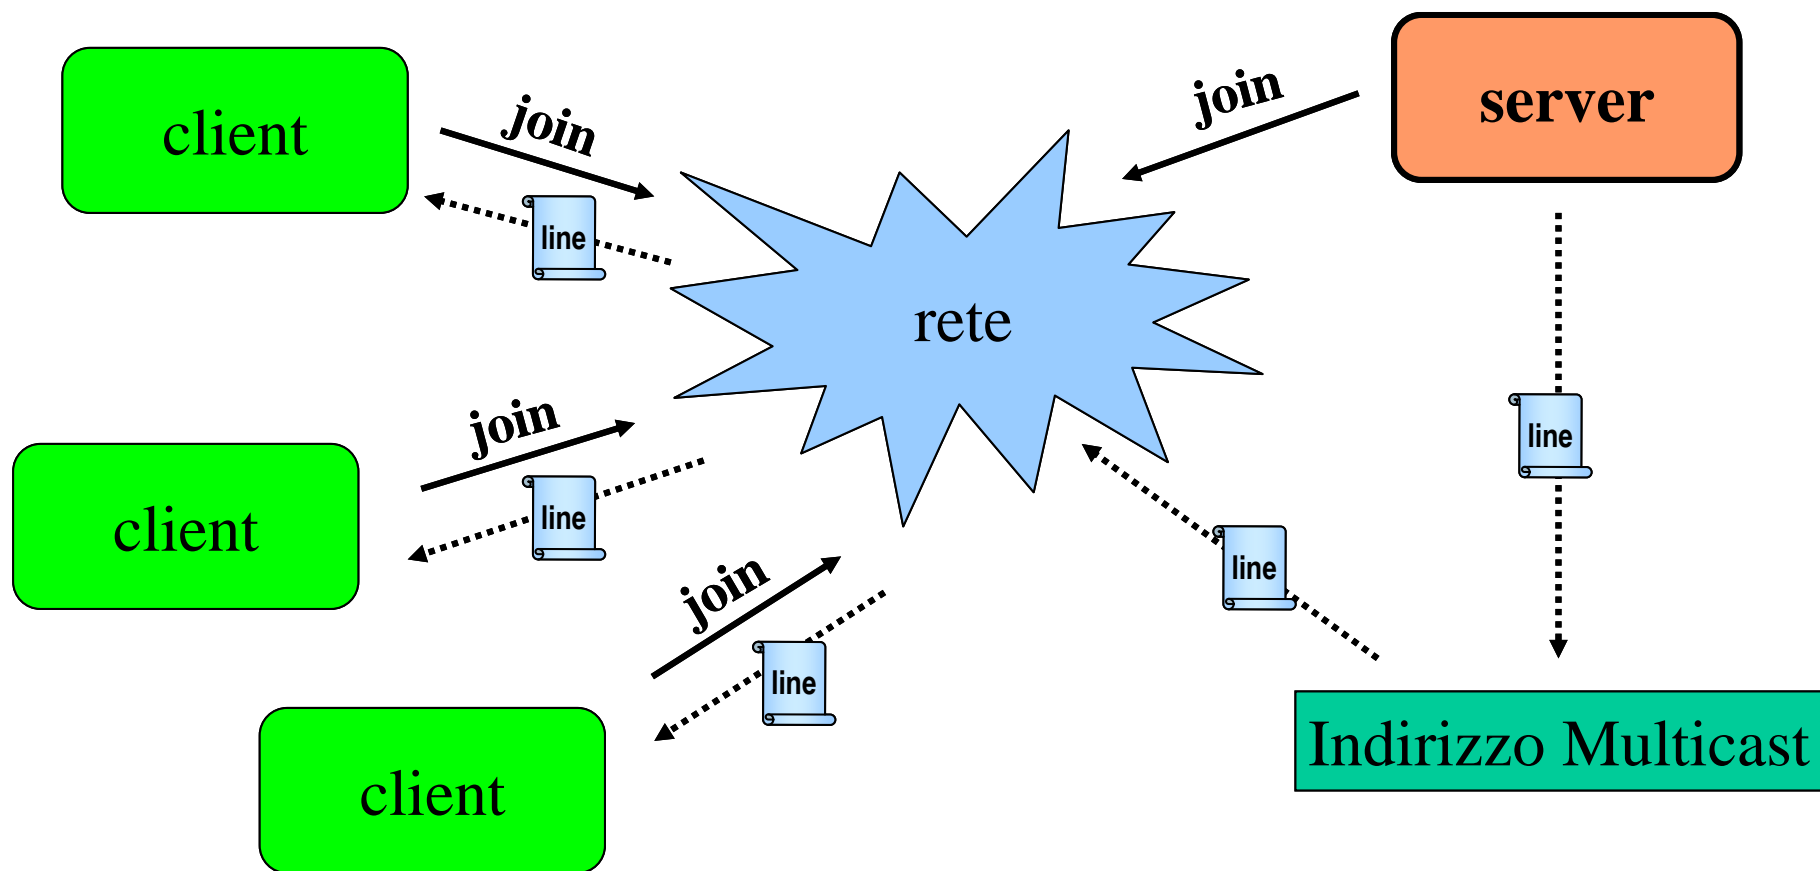 client
join
line
join
server
rete
join
client
line
line
line
join
line
client
Indirizzo Multicast